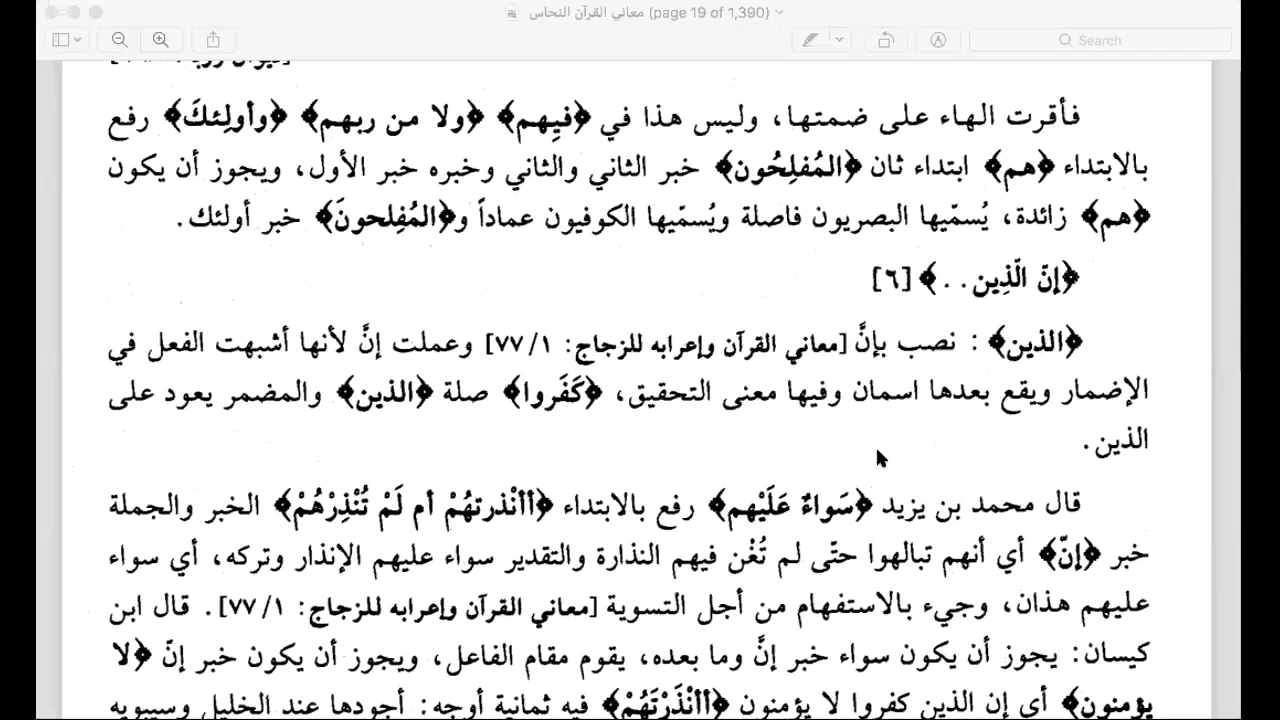 معاني القرآن النحاس (page 19 of 1,390)
Search
فأقرت الهاء على ضمتها، وليس هذا في ﴿فيِهم﴾ ﴿ولا من ربهم﴾ ﴿وأولِئكَ﴾ رفع
بالابتداء ﴿هم﴾ ابتداء ثان ﴿المُفلِحُون﴾ خبر الثاني والثاني وخبره خبر الأول، ويجوز أن يكون
﴿هم﴾ زائدة، يُسمّيها البصريون فاصلة ويُسمّيها الكوفيون عماداً و﴿المُفِلحونَ﴾ خبر أولئك.
﴿إنّ الّذِين . .﴾ [٦]
﴿الذين﴾ : نصب بإنَّ [معاني القرآن وإعرابه للزجاج: ٧٧/١] وعملت إنَّ لأنها أشبهت الفعل في
الإضمار ويقع بعدها اسمان وفيها معنى التحقيق، ﴿كَفَروا﴾ صلة ﴿الذين﴾ والمضمر يعود على
الذين.
قال محمد بن يزيد ﴿سَواءٌ عَلَيْهم﴾ رفع بالابتداء ﴿أأنْذرتهُمْ أم لَمْ تُنْذِرْهُمْ﴾ الخبر والجملة
خبر ﴿إنّ﴾ أي أنهم تبالهوا حتّى لم تُغْن فيهم النذارة والتقدير سواء عليهم الإنذار وتركه، أي سواء
عليهم هذان، وجيء بالاستفهام من أجل التسوية [معاني القرآن وإعرابه للزجاج: ٧٧/١]. قال ابن
كيسان: يجوز أن يكون سواء خبر إنَّ وما بعده، يقوم مقام الفاعل، ويجوز أن يكون خبر إنّ ﴿لا
يؤمنون﴾ أي إن الذين كفروا لا يؤمنون ﴿أأنْذَرْتَهُمْ﴾ فيه ثمانية أوجه: أجودها عند الخليل وسيبويه